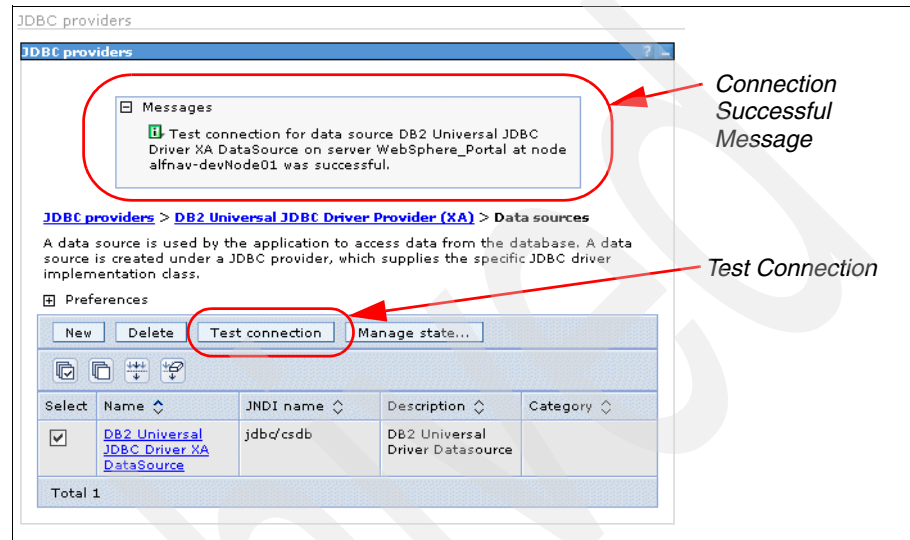 JDBC providers
JDBC providers ? –
Messages
Test connection for data source DB2 Universal JDBC
Driver XA DataSource on server WebSphere_Portal at node
alfnav-devNode01 was successful.
Connection
Successful
Message
JDBC providers > DB2 Universal JDBC Driver Provider (XA) > Data sources
A data source is used by the application to access data from the database. A data
source is created under a JDBC provider, which supplies the specific JDBC driver
implementation class.
Test Connection
Preferences
New Delete Test connection Manage state...
Select Name JNDI name Description Category
DB2 Universal jdbc/csdb DB2 Universal
JDBC Driver XA Driver Datasource
DataSource
Total 1